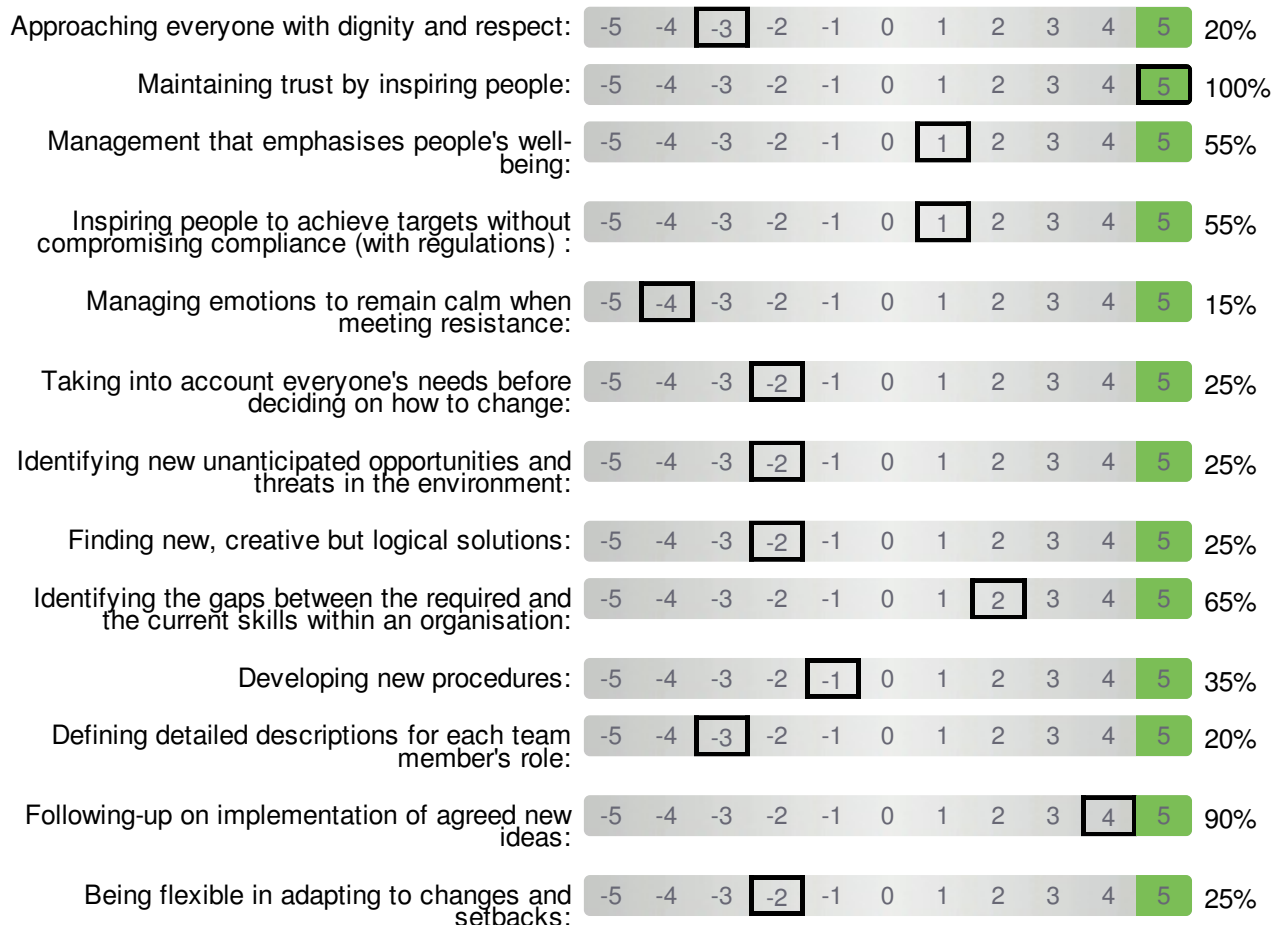 Approaching everyone with dignity and respect: -5 -4 -3 -2 -1 0 1 2 3 4 5 20%
Maintaining trust by inspiring people: -5 -4 -3 -2 -1 0 1 2 3 4 5 100%
Management that emphasises people's well-
being: -5 -4 -3 -2 -1 0 1 2 3 4 5 55%
Inspiring people to achieve targets without
compromising compliance (with regulations) : -5 -4 -3 -2 -1 0 1 2 3 4 5 55%
Managing emotions to remain calm when
meeting resistance: -5 -4 -3 -2 -1 0 1 2 3 4 5 15%
Taking into account everyone's needs before
deciding on how to change: -5 -4 -3 -2 -1 0 1 2 3 4 5 25%
Identifying new unanticipated opportunities and
threats in the environment: -5 -4 -3 -2 -1 0 1 2 3 4 5 25%
Finding new, creative but logical solutions: -5 -4 -3 -2 -1 0 1 2 3 4 5 25%
Identifying the gaps between the required and
the current skills within an organisation: -5 -4 -3 -2 -1 0 1 2 3 4 5 65%
Developing new procedures: -5 -4 -3 -2 -1 0 1 2 3 4 5 35%
Defining detailed descriptions for each team
member's role: -5 -4 -3 -2 -1 0 1 2 3 4 5 20%
Following-up on implementation of agreed new
ideas: -5 -4 -3 -2 -1 0 1 2 3 4 5 90%
Being flexible in adapting to changes and
setbacks: -5 -4 -3 -2 -1 0 1 2 3 4 5 25%